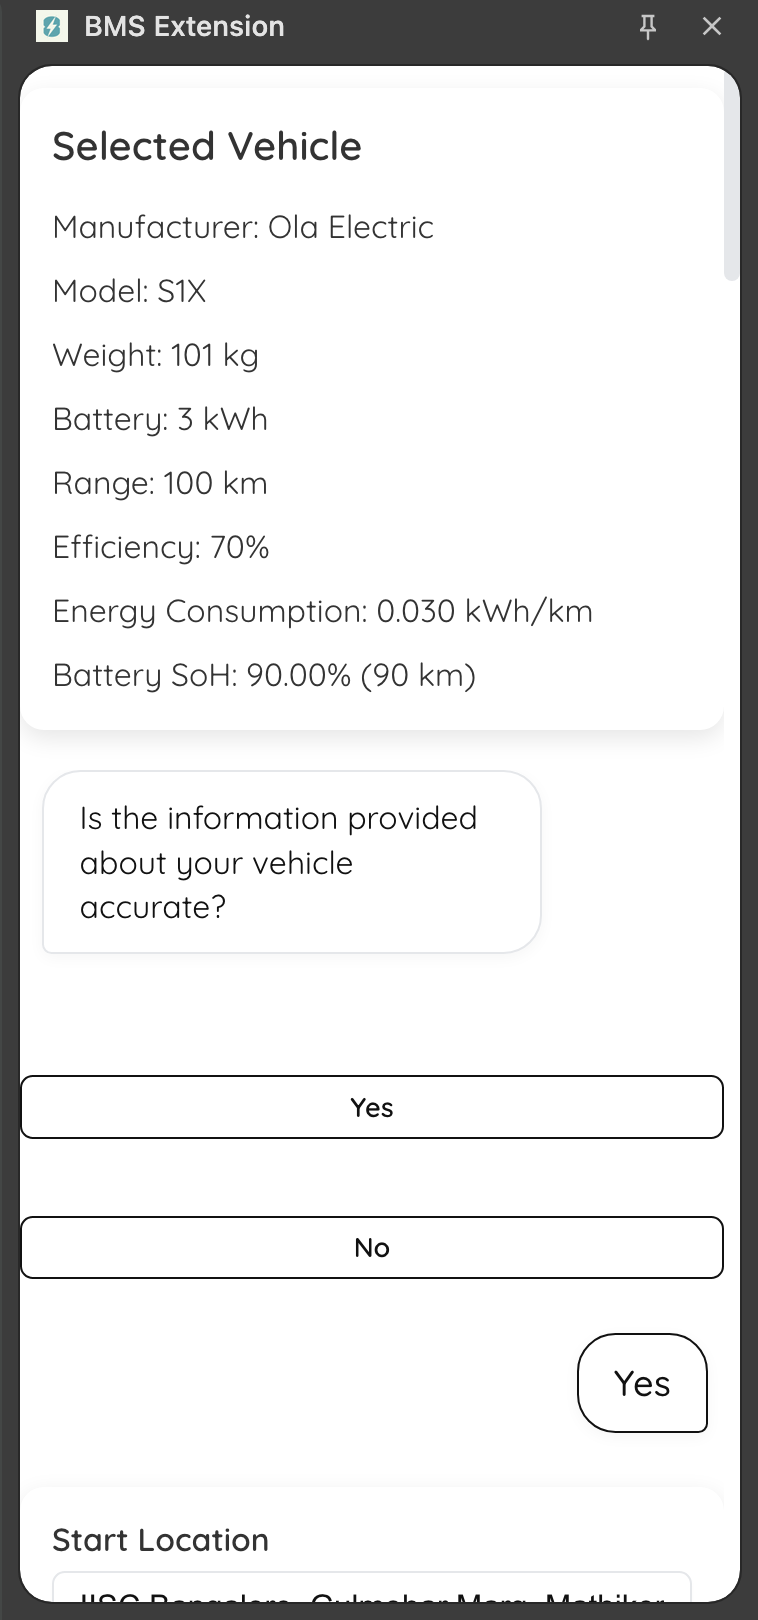 BMS Extension
Selected Vehicle
Manufacturer: Ola Electric
Model: S1X
Weight: 101 kg
Battery: 3 kWh
Range: 100 km
Efficiency: 70%
Energy Consumption: 0.030 kWh/km
Battery SoH: 90.00% (90 km)
Is the information provided
about your vehicle
accurate?
Yes
No
Yes
Start Location